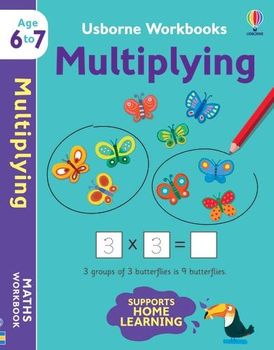 Age
6 to 7
Multiplying
MATHS
WORKBOOK
Usborne Workbooks
USBORNE
Multiplying
3 x 3 =
3 groups of 3 butterflies is 9 butterflies.
SUPPORTS
HOME
LEARNING